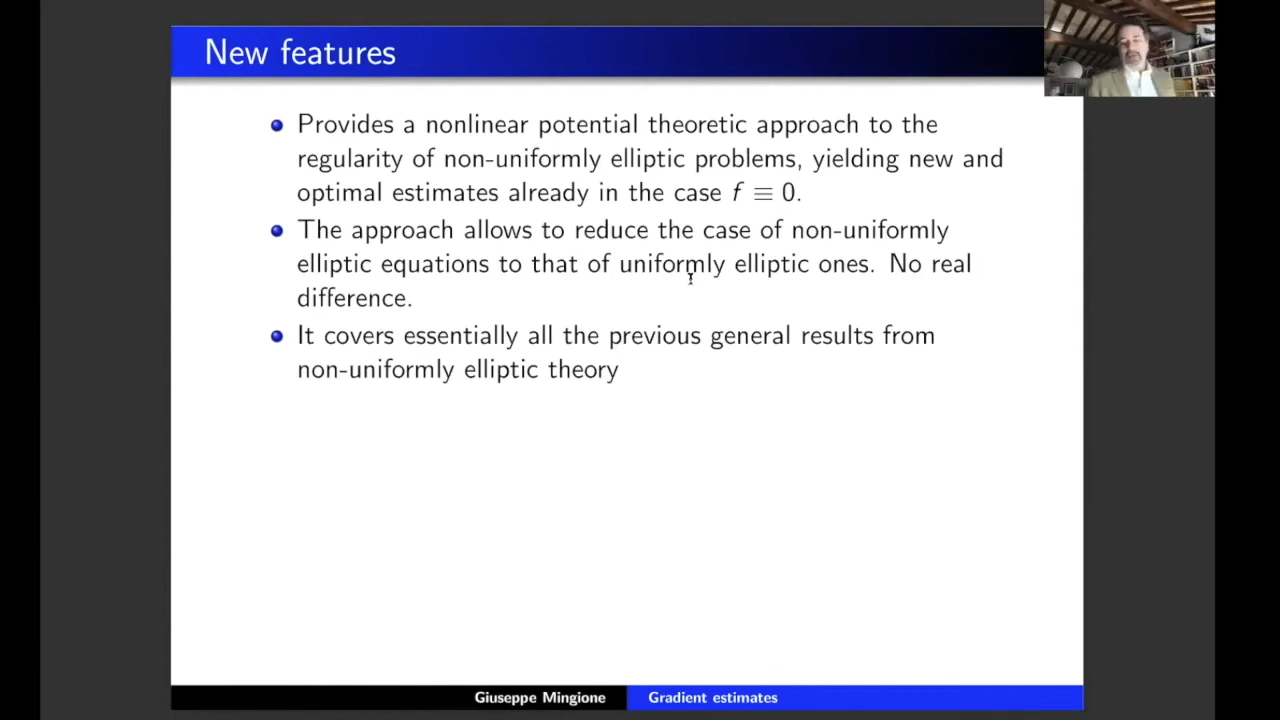 New features
Provides a nonlinear potential theoretic approach to the
regularity of non-uniformly elliptic problems, yielding new and
optimal estimates already in the case f ≡ 0.
The approach allows to reduce the case of non-uniformly
elliptic equations to that of uniformly elliptic ones. No real
difference.
It covers essentially all the previous general results from
non-uniformly elliptic theory
Giuseppe Mingione
Gradient estimates